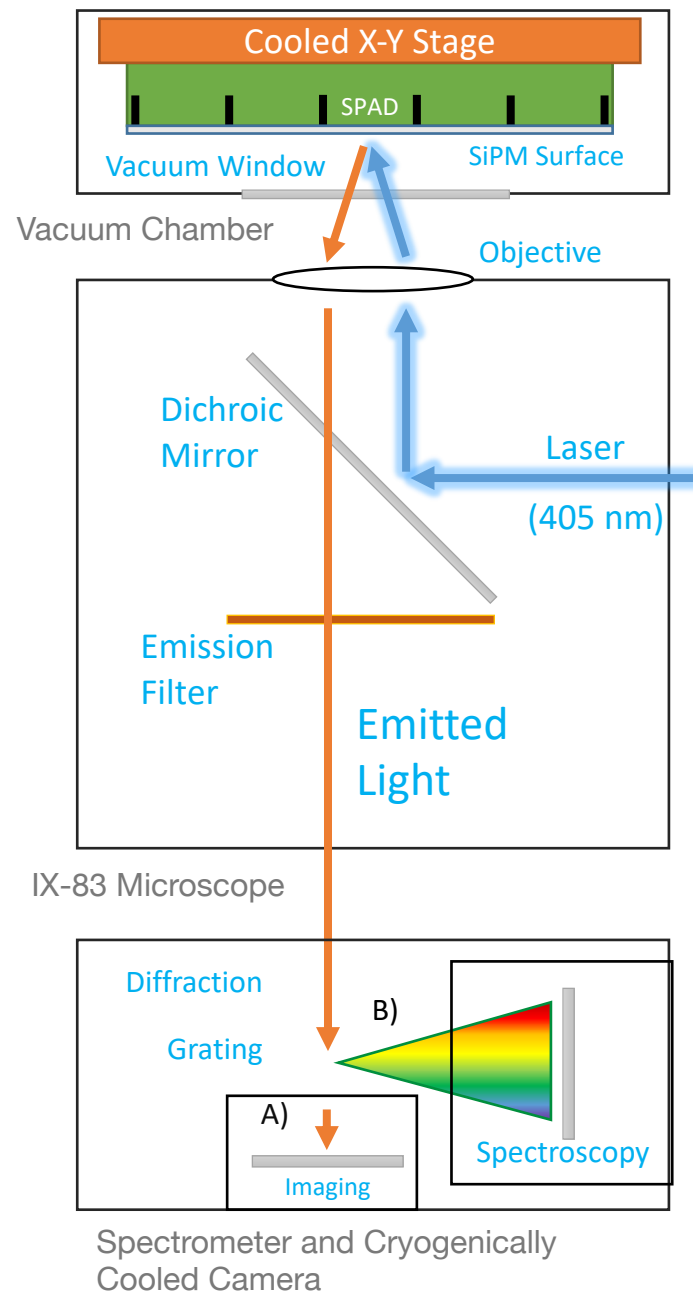 Cooled X-Y Stage
SPAD
Vacuum Window
SiPM Surface
Vacuum Chamber
Objective
Dichroic
Mirror
Laser
(405 nm)
Emission
Filter
Emitted
Light
IX-83 Microscope
Diffraction
Grating
B)
A)
Spectroscopy
Imaging
Spectrometer and Cryogenically
Cooled Camera